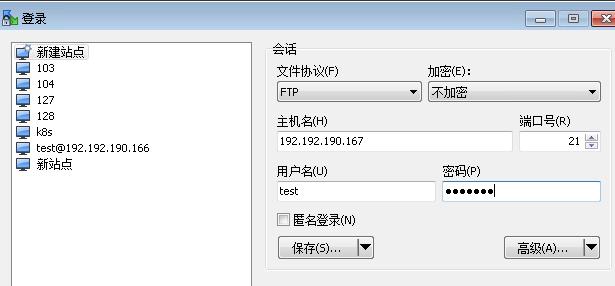 登录
新建站点
103
104
127
128
k8s
test@192.192.190.166
新站点
会话
文件协议(F)
加密(E):
FTP
不加密
主机名(H)
端口号(R)
192.192.190.167
21
用户名(U)
密码(P)
test
●●●●●●●
匿名登录(N)
保存(S)...
高级(A)...